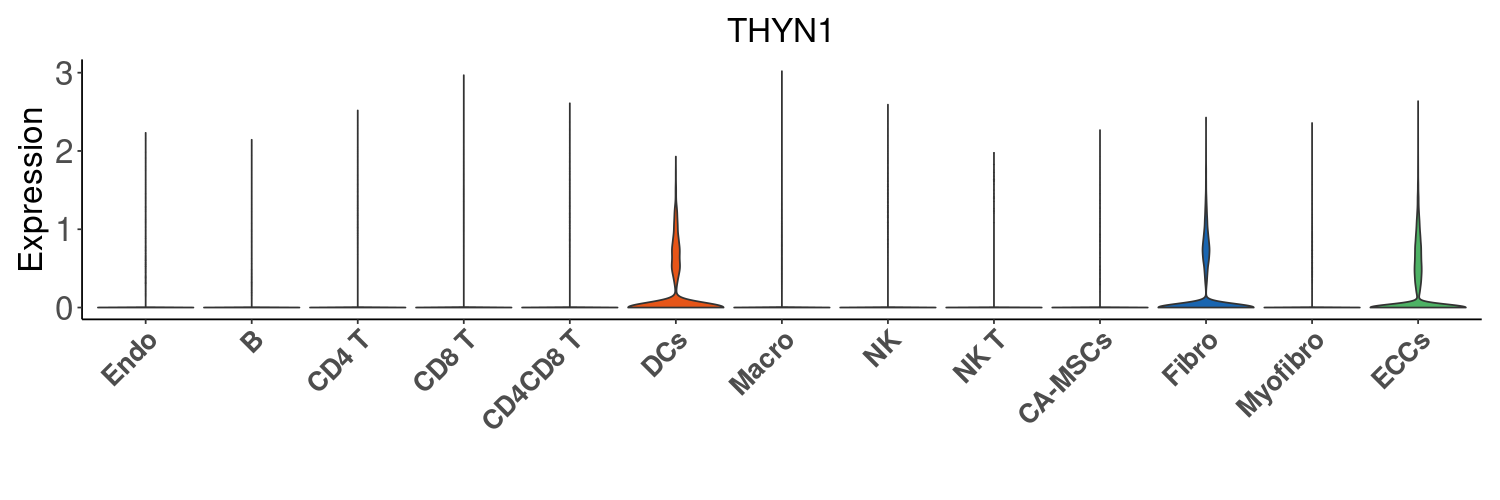 THYN1
Expression
3
2
1
0
Endo
B
CD4 T
CD8 T
CD4CD8 T
DCs
Macro
NK
NK T
CA-MSCs
Fibro
Myofibro
ECCs